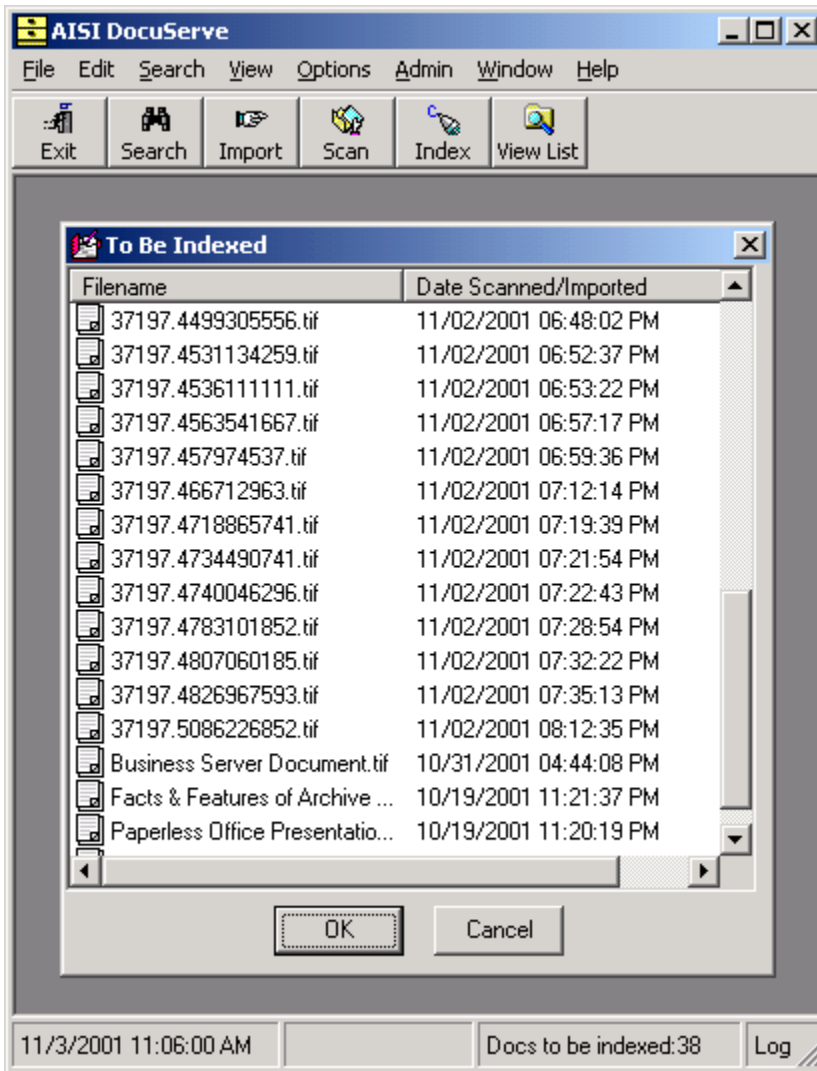 AISI DocuServe
File Edit Search View Options Admin Window Help
Exit Search Import Scan Index View List
To Be Indexed
Filename Date Scanned/Imported
37197.4499305556.tif 11/02/2001 06:48:02 PM
37197.4531134259.tif 11/02/2001 06:52:37 PM
37197.4536111111.tif 11/02/2001 06:53:22 PM
37197.4563541667.tif 11/02/2001 06:57:17 PM
37197.457974537.tif 11/02/2001 06:59:36 PM
37197.466712963.tif 11/02/2001 07:12:14 PM
37197.4718865741.tif 11/02/2001 07:19:39 PM
37197.4734490741.tif 11/02/2001 07:21:54 PM
37197.4740046296.tif 11/02/2001 07:22:43 PM
37197.4783101852.tif 11/02/2001 07:28:54 PM
37197.4807060185.tif 11/02/2001 07:32:22 PM
37197.4826967593.tif 11/02/2001 07:35:13 PM
37197.5086226852.tif 11/02/2001 08:12:35 PM
Business Server Document.tif 10/31/2001 04:44:08 PM
Facts & Features of Archive ... 10/19/2001 11:21:37 PM
Paperless Office Presentatio... 10/19/2001 11:20:19 PM
OK Cancel
11/3/2001 11:06:00 AM Docs to be indexed:38 Log